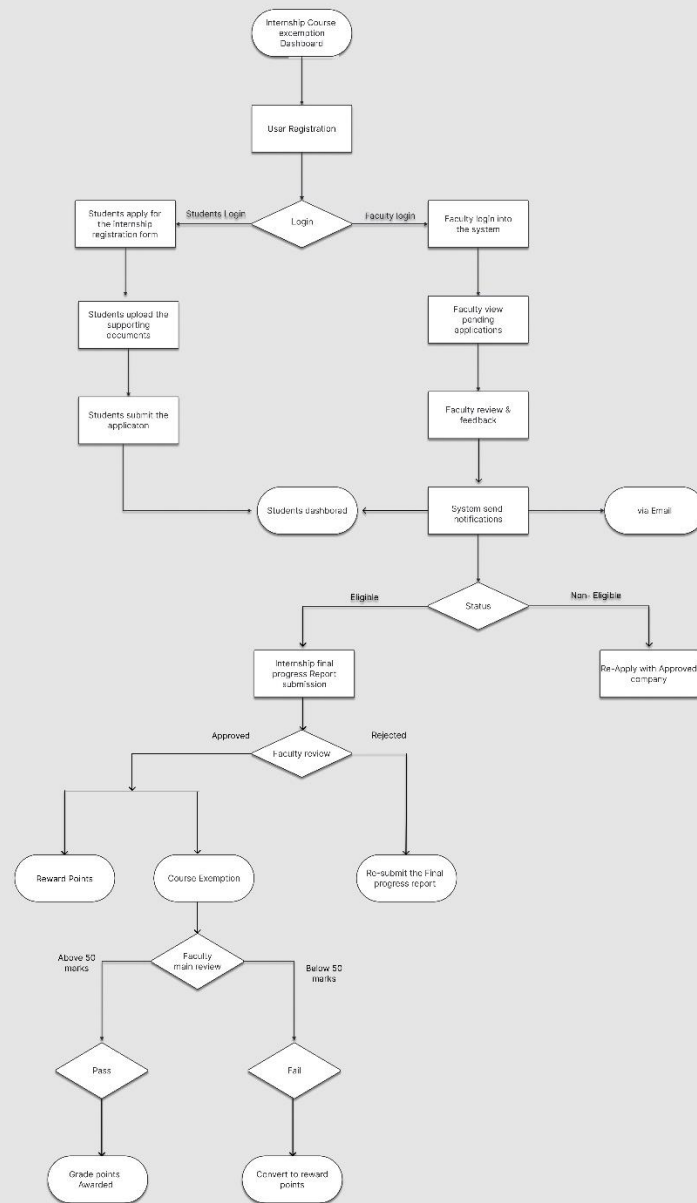 Internship Course
excemption
Dashboard
User Registration
Students Login
Login
Faculty login
Students apply for
the internship
registration form
Faculty login into
the system
Students upload the
supporting
documents
Faculty view
pending
applications
Students submit the
applicaton
Faculty review &
feedback
Students dashborad
System send
notifications
via Email
Eligible
Status
Non- Eligible
Internship final
progress Report
submission
Re-Apply with Approved
company
Approved
Faculty review
Rejected
Reward Points
Course Exemption
Re-submit the Final
progress report
Above 50
marks
Faculty
main review
Below 50
marks
Pass
Fail
Grade points
Awarded
Convert to reward
points